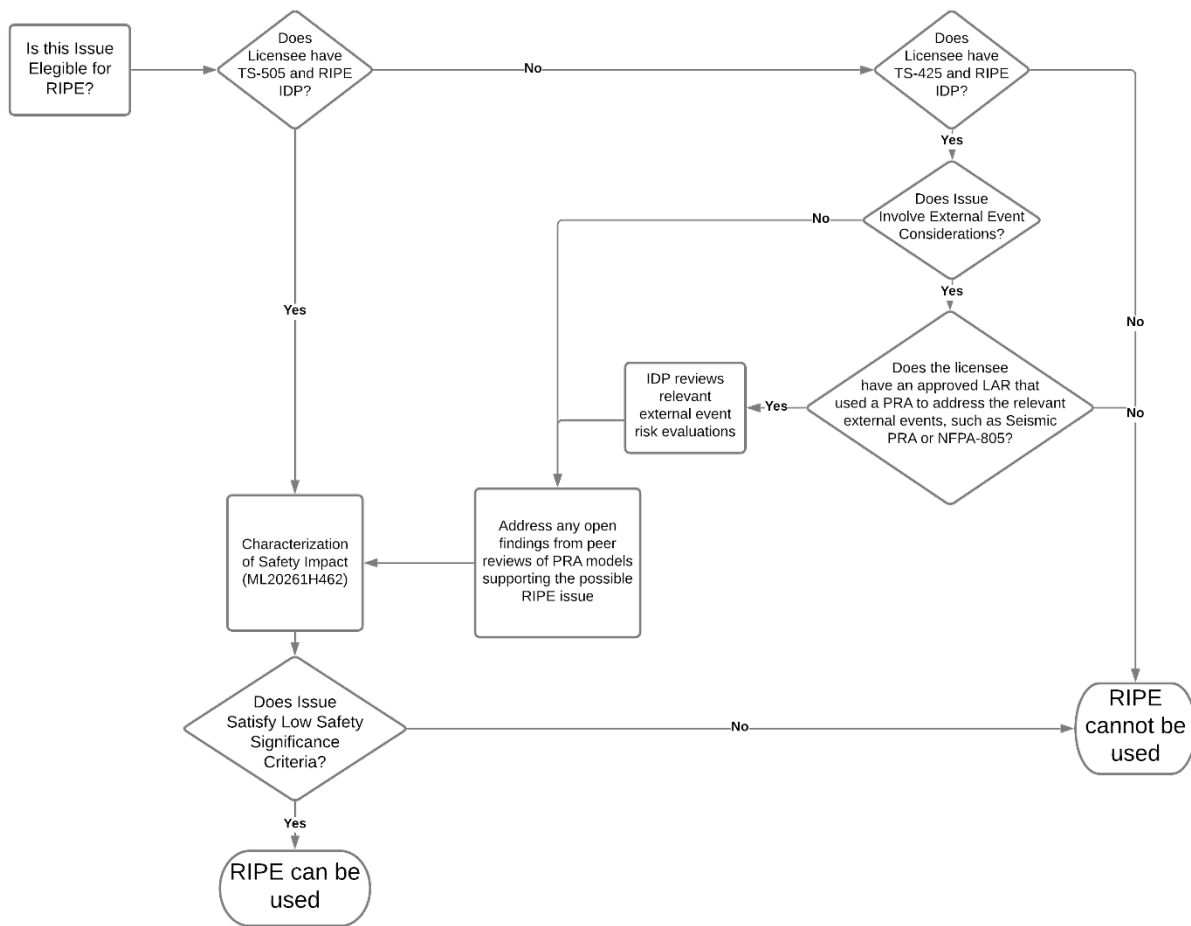 Is this Issue
Elegible for
RIPE?
Does
Licensee have
TS-505 and RIPE
IDP?
No
Does
Licensee have
TS-425 and RIPE
IDP?
Yes
Does Issue
Involve External Event
Considerations?
No
Yes
Yes
No
Does the licensee
have an approved LAR that
used a PRA to address the relevant
external events, such as Seismic
PRA or NFPA-805?
Yes
No
IDP reviews
relevant
external event
risk evaluations
Address any open
findings from peer
reviews of PRA models
supporting the possible
RIPE issue
Characterization
of Safety Impact
(ML20261H462)
Does Issue
Satisfy Low Safety
Significance
Criteria?
No
RIPE
cannot be
used
Yes
RIPE can be
used